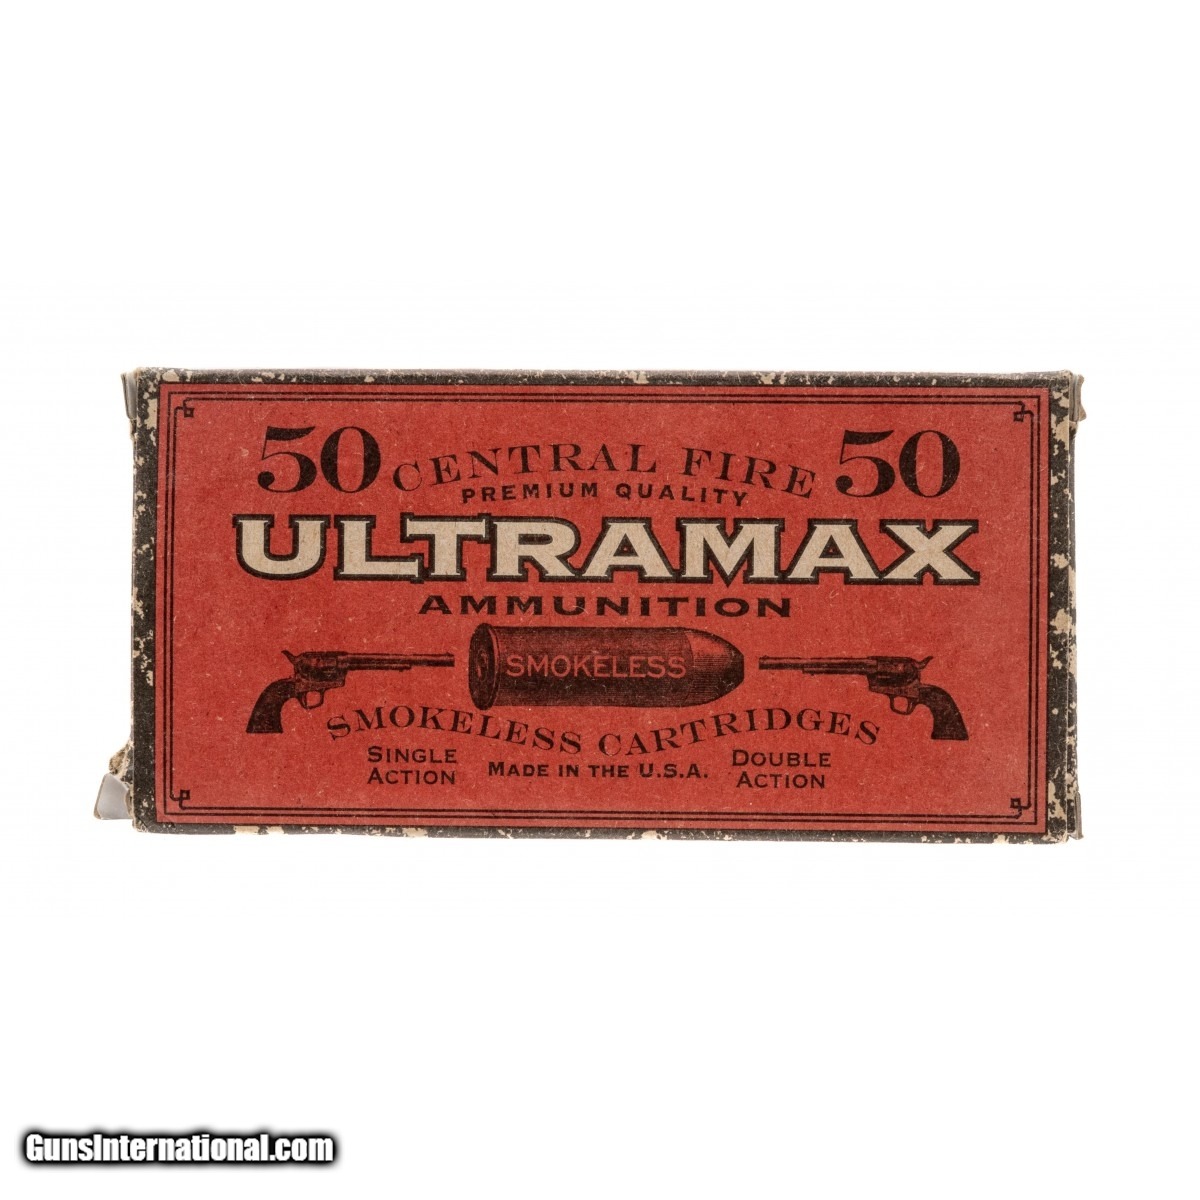 50 CENTRAL FIRE 50
PREMIUM QUALITY
ULTRAMAX
AMMUNITION
SMOKELESS
SMOKELESS CARTRIDGES
SINGLE ACTION
MADE IN THE U.S.A.
DOUBLE ACTION
GunsInternational.com